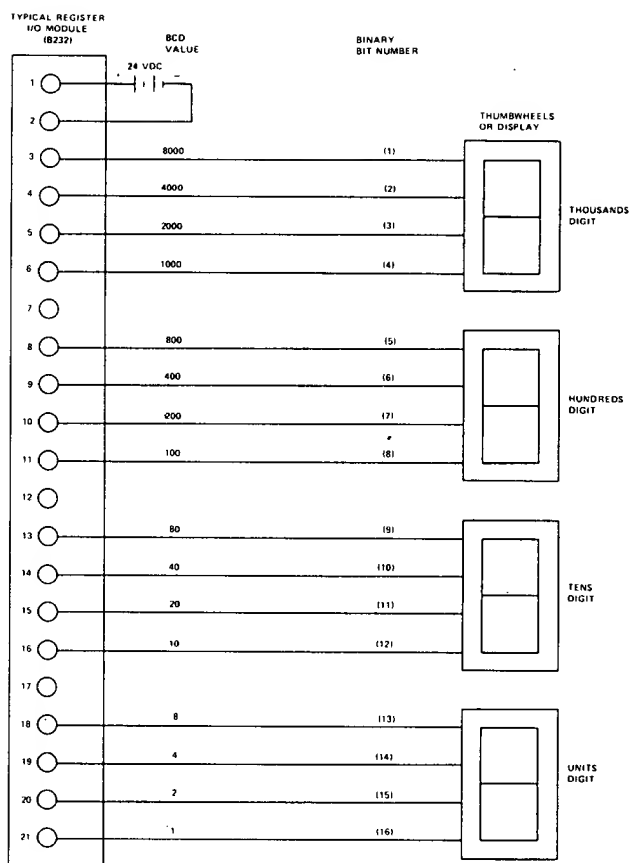 TYPICAL REGISTER
I/O MODULE
(B232)
BCD
VALUE
BINARY
BIT NUMBER
24 VDC
+ −
1
2
THUMBWHEELS
OR DISPLAY
3 8000 (1)
4 4000 (2)
5 2000 (3)
6 1000 (4)
THOUSANDS
DIGIT
7
8 800 (5)
9 400 (6)
10 200 (7)
11 100 (8)
HUNDREDS
DIGIT
12
13 80 (9)
14 40 (10)
15 20 (11)
16 10 (12)
TENS
DIGIT
17
18 8 (13)
19 4 (14)
20 2 (15)
21 1 (16)
UNITS
DIGIT